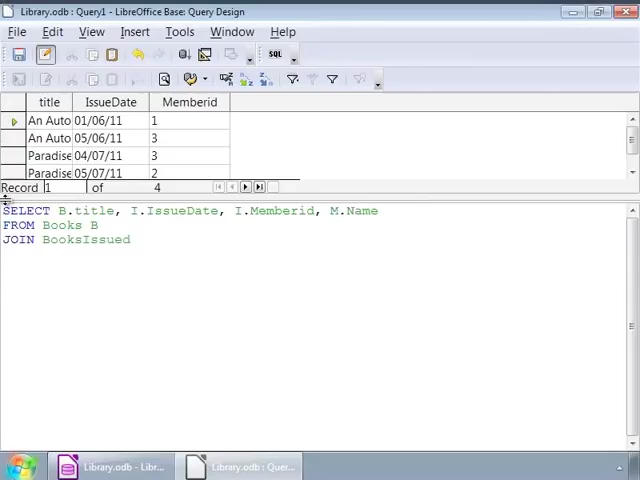 Library.odb : Query1 - LibreOffice Base: Query Design
File Edit View Insert Tools Window Help
SQL
title IssueDate Memberid
An Auto 01/06/11 1
An Auto 05/06/11 3
Paradise 04/07/11 3
Paradise 05/07/11 2
Record 1 of 4
SELECT B.title, I.IssueDate, I.Memberid, M.Name
FROM Books B
JOIN BooksIssued
Library.odb - Libr... Library.odb : Quer...